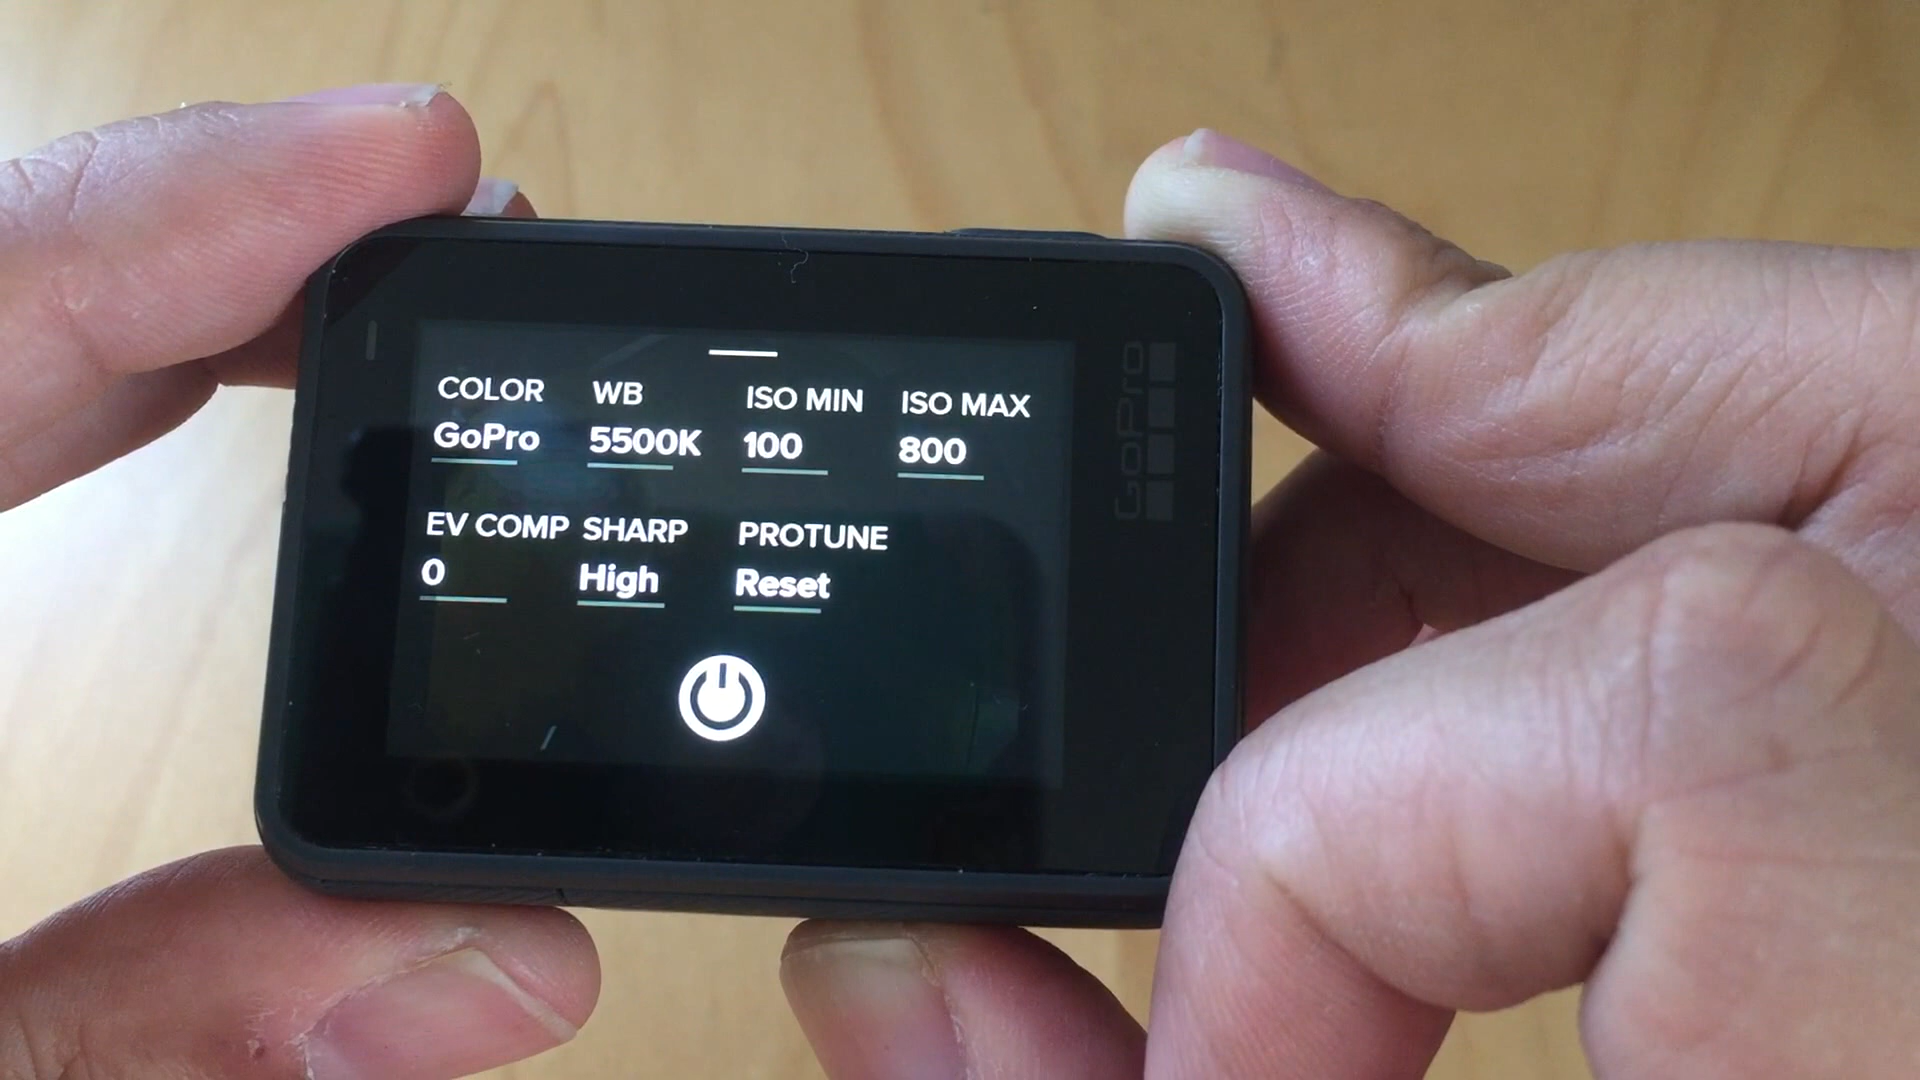 COLOR WB ISO MIN ISO MAX
GoPro 5500K 100 800
EV COMP SHARP PROTUNE
0 High Reset
GoPro